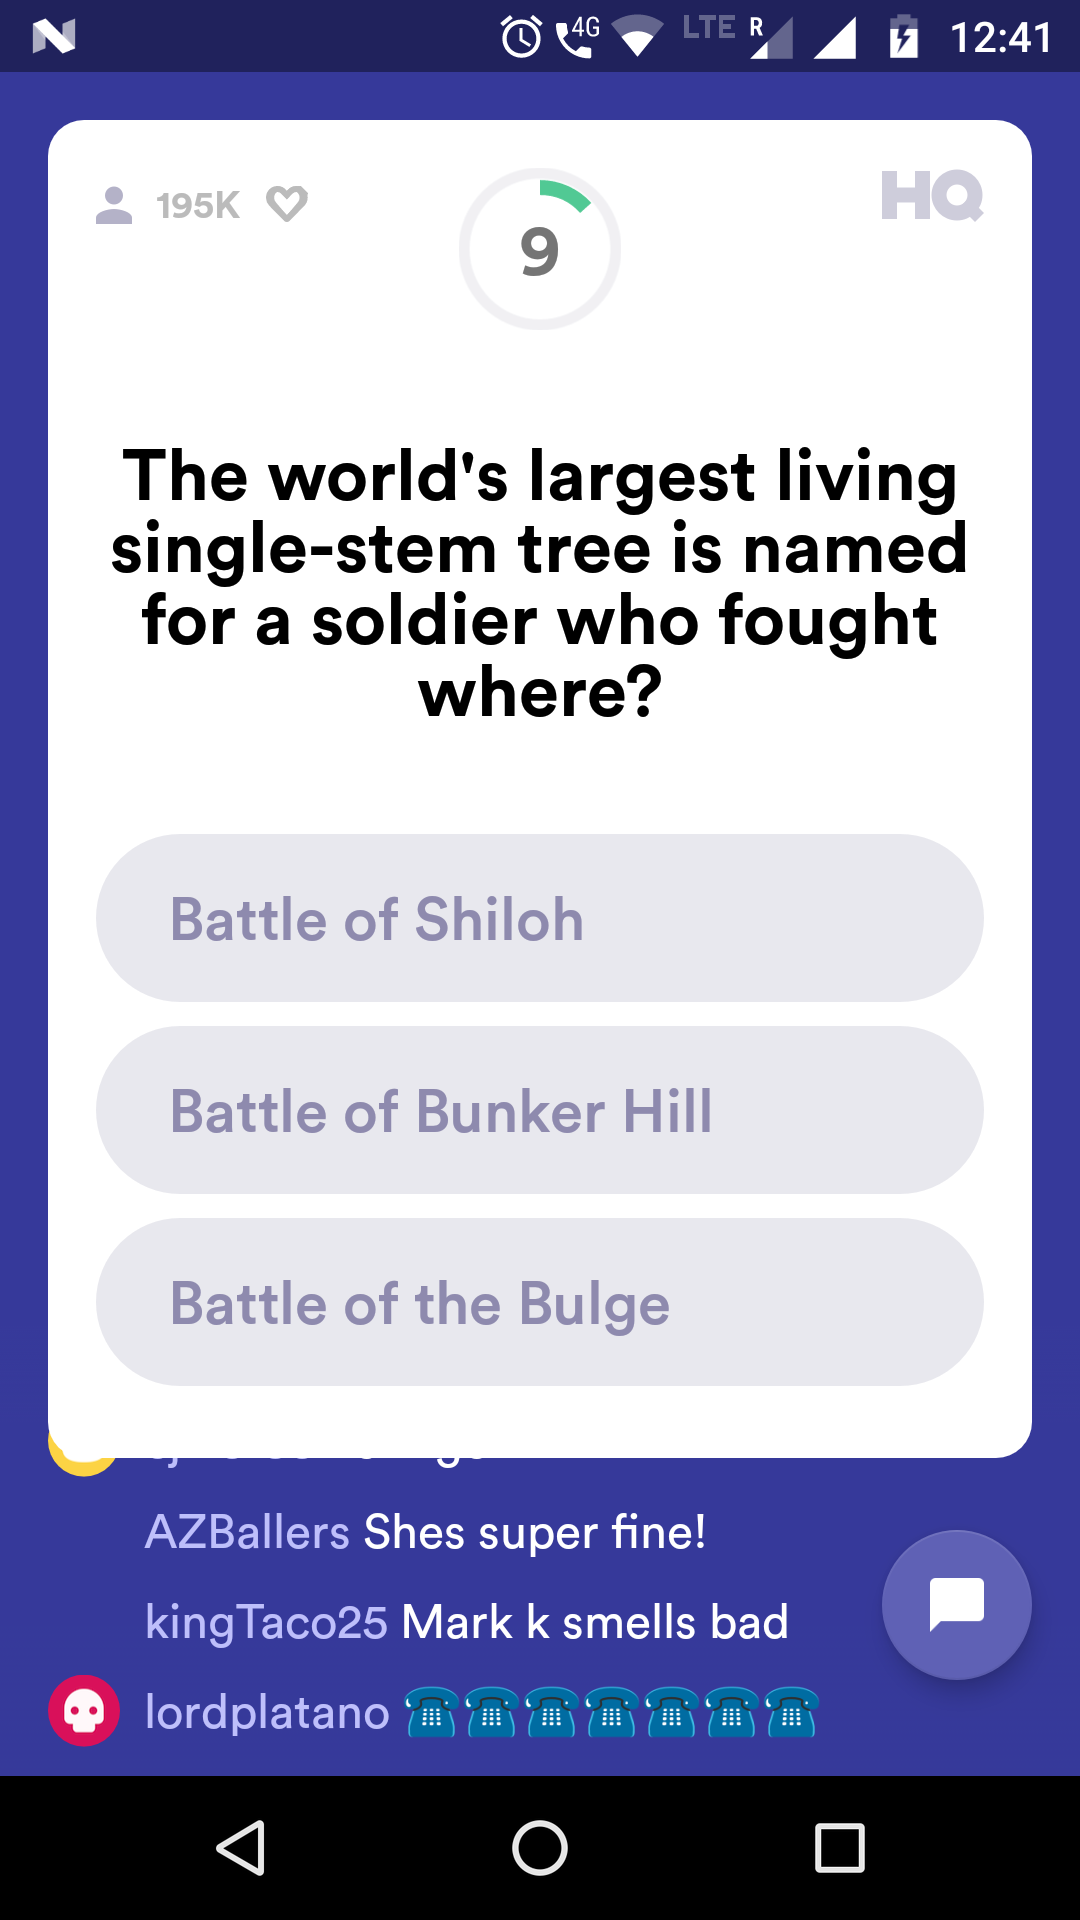 4G LTE R 12:41
195K HQ
9
The world's largest living
single-stem tree is named
for a soldier who fought
where?
Battle of Shiloh
Battle of Bunker Hill
Battle of the Bulge
AZBallers Shes super fine!
kingTaco25 Mark k smells bad
lordplatano ☎☎☎☎☎☎☎